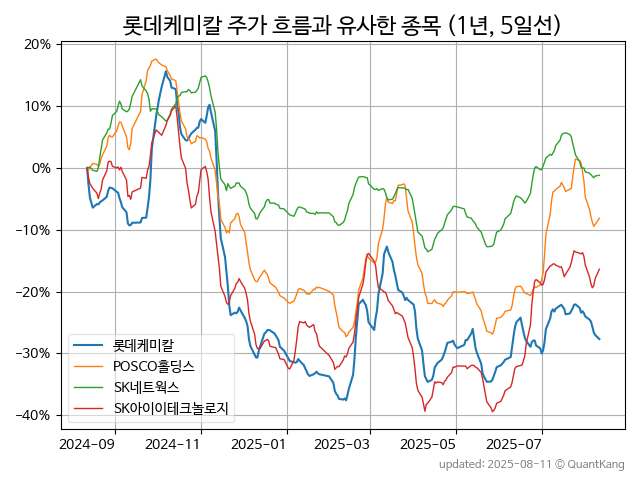 롯데케미칼 주가 흐름과 유사한 종목 (1년, 5일선)
20%
10%
0%
−10%
−20%
−30%
−40%
롯데케미칼
POSCO홀딩스
SK네트웍스
SK아이이테크놀로지
2024−09
2024−11
2025−01
2025−03
2025−05
2025−07
updated: 2025-08-11 © QuantKang